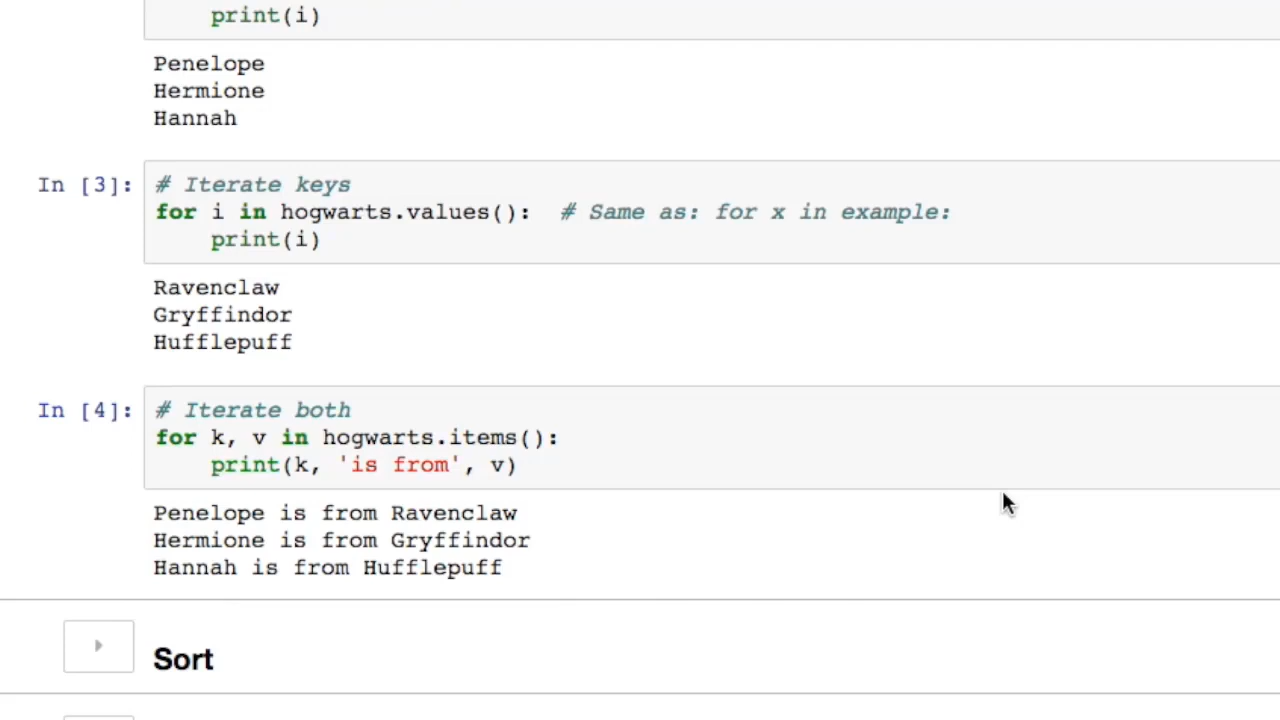 print(i)
Penelope
Hermione
Hannah
In [3]: # Iterate keys
for i in hogwarts.values():  # Same as: for x in example:
    print(i)
Ravenclaw
Gryffindor
Hufflepuff
In [4]: # Iterate both
for k, v in hogwarts.items():
    print(k, 'is from', v)
Penelope is from Ravenclaw
Hermione is from Gryffindor
Hannah is from Hufflepuff
Sort